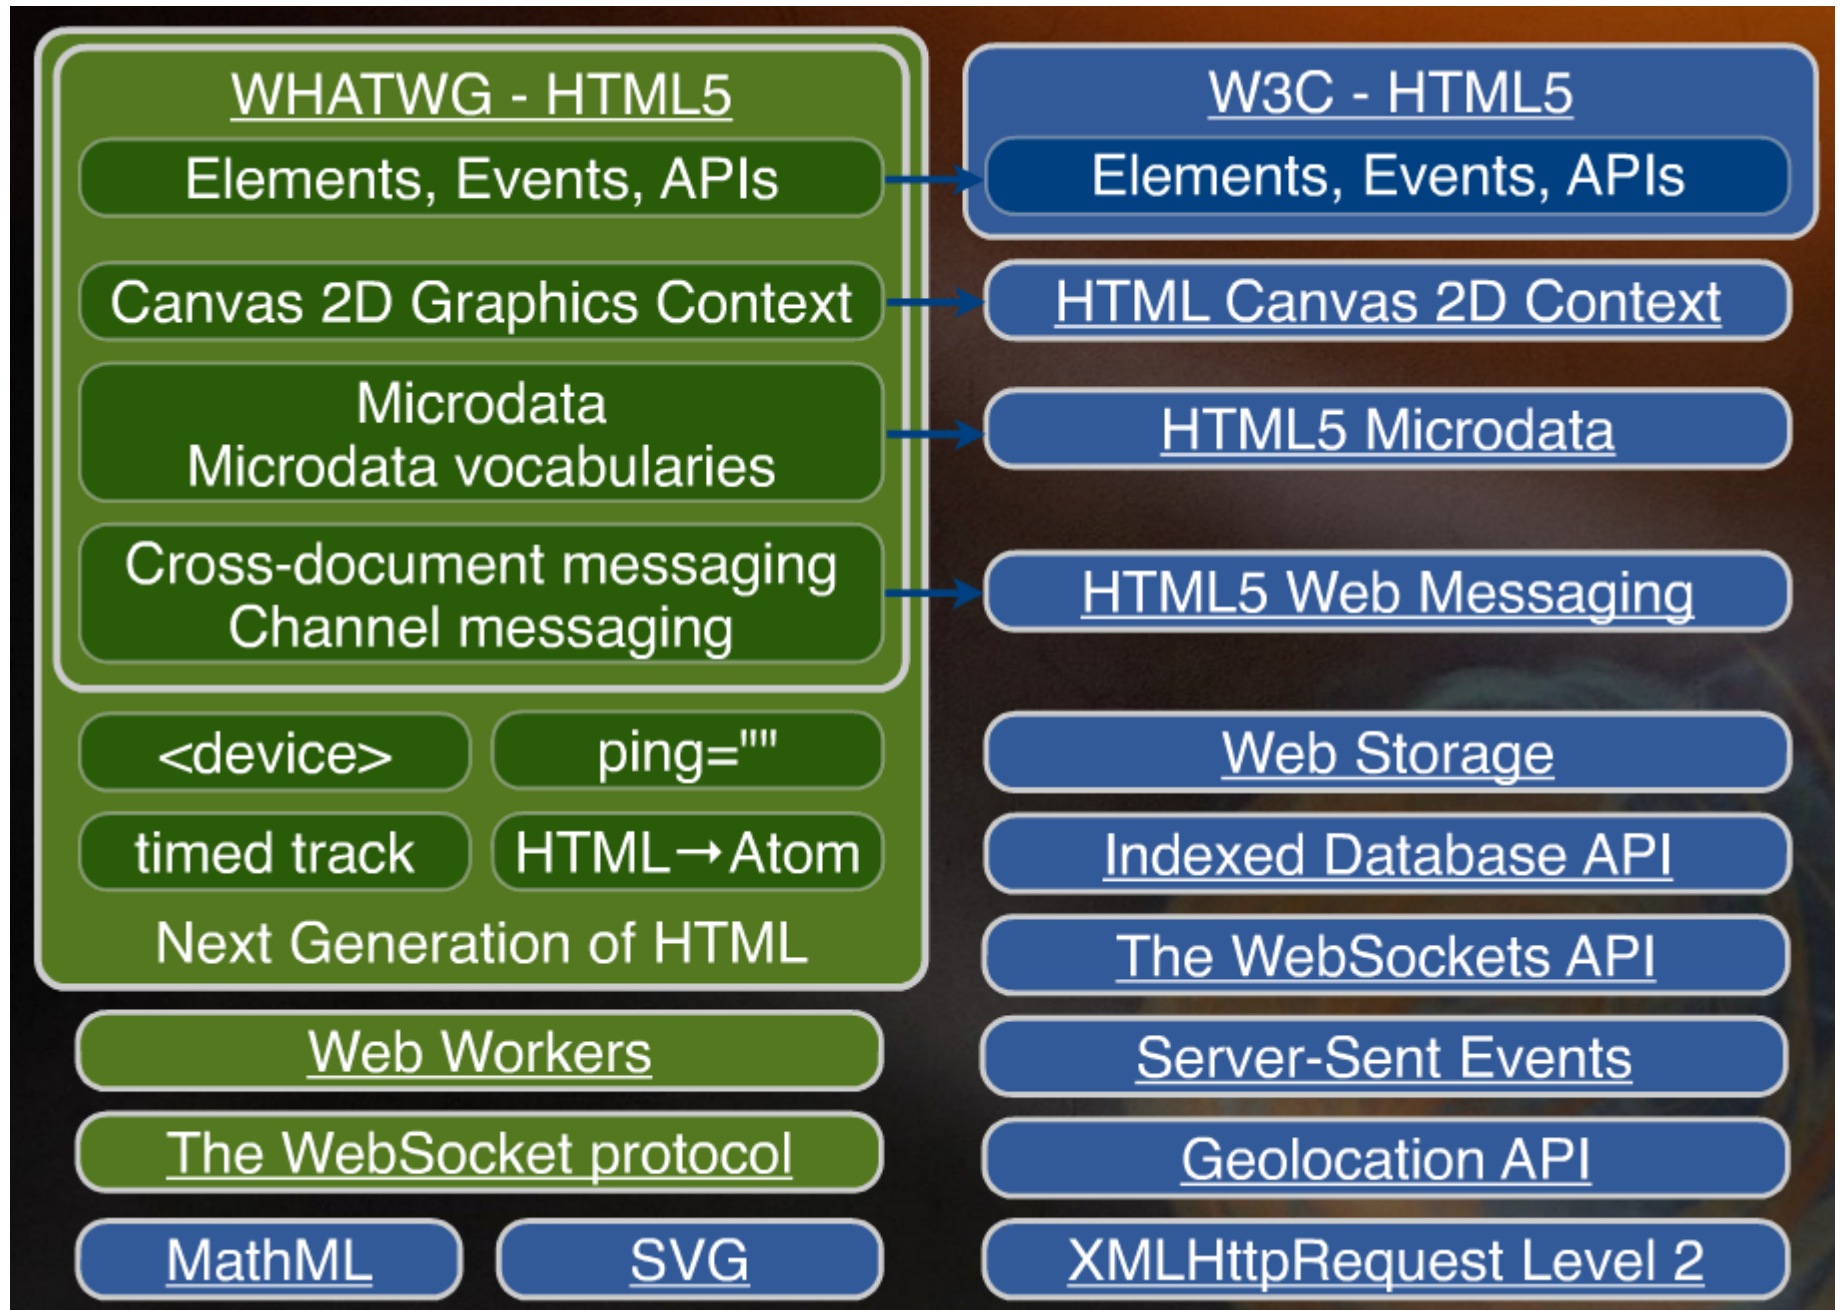 WHATWG - HTML5
Elements, Events, APIs
Canvas 2D Graphics Context
Microdata
Microdata vocabularies
Cross-document messaging
Channel messaging
<device>
ping=""
timed track
HTML→Atom
Next Generation of HTML
Web Workers
The WebSocket protocol
MathML
SVG
W3C - HTML5
Elements, Events, APIs
HTML Canvas 2D Context
HTML5 Microdata
HTML5 Web Messaging
Web Storage
Indexed Database API
The WebSockets API
Server-Sent Events
Geolocation API
XMLHttpRequest Level 2